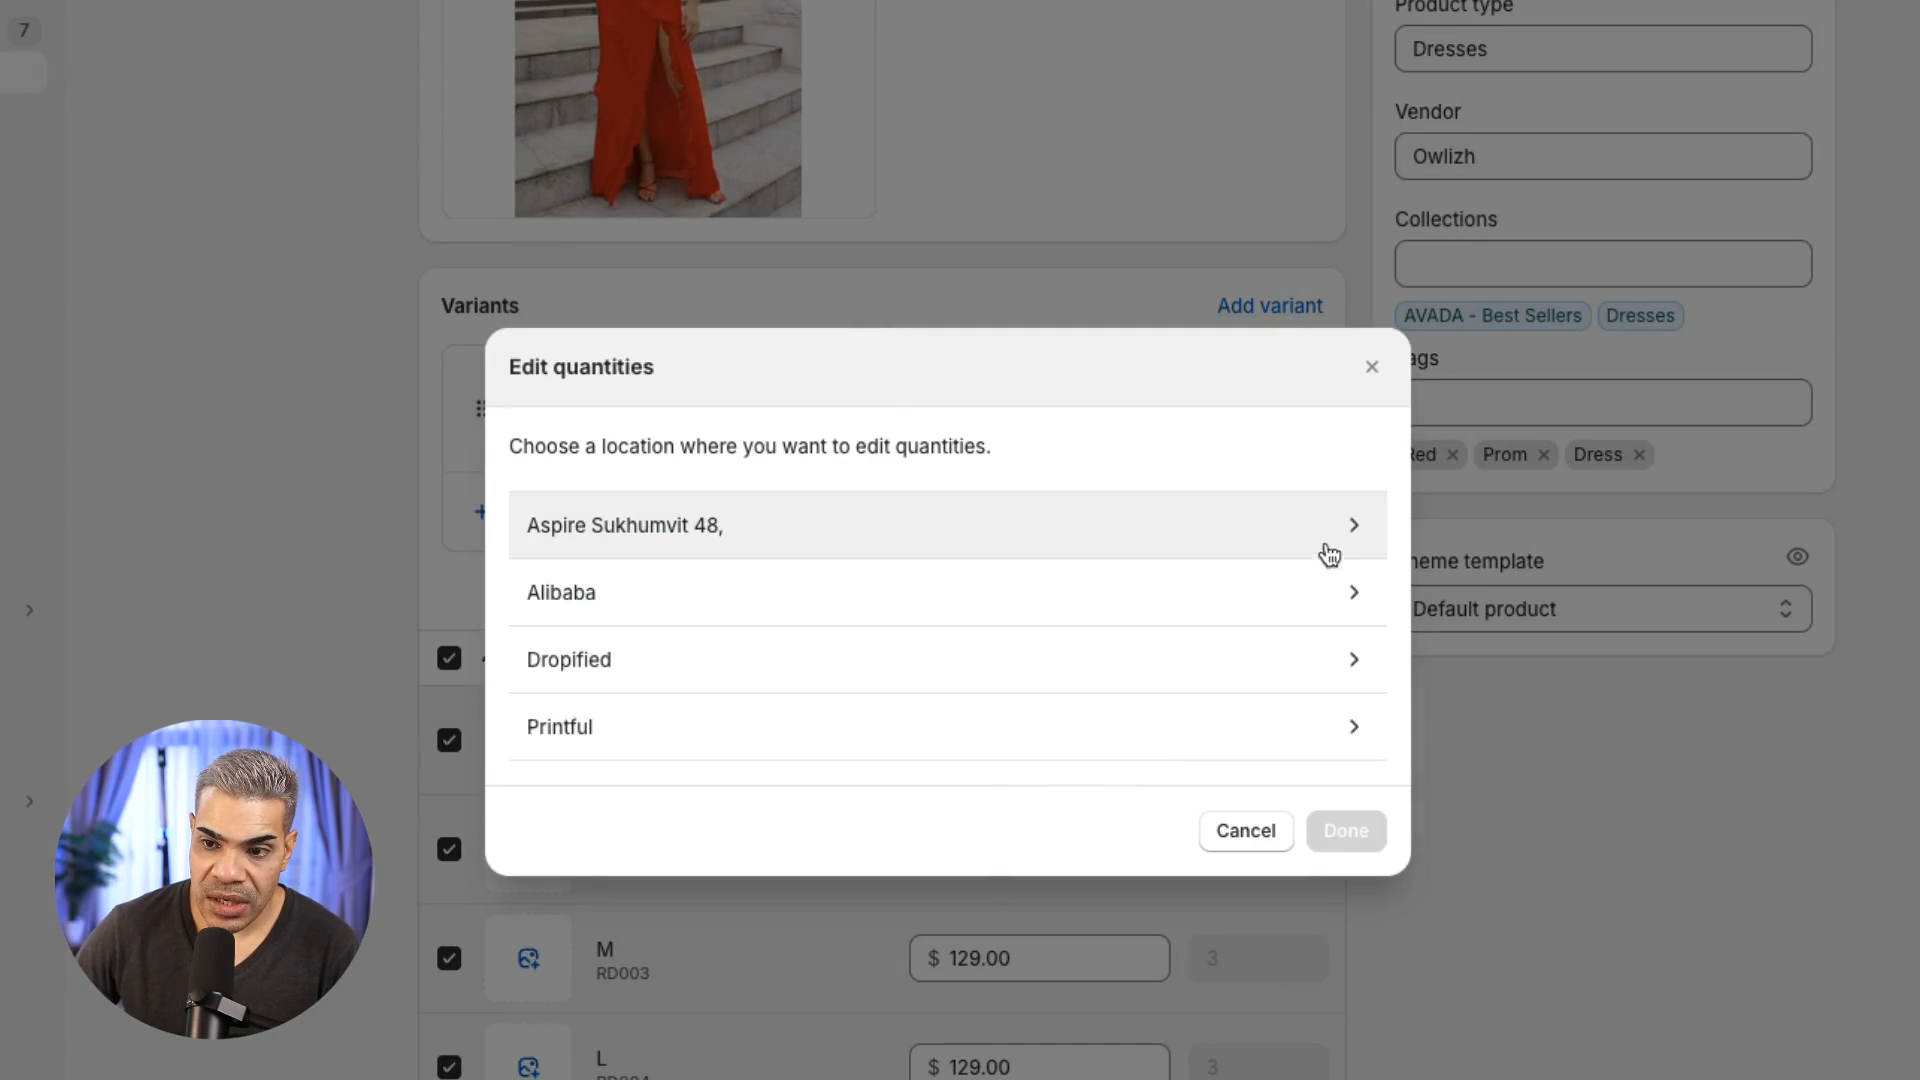 7
Product type
Dresses
Vendor
Owlizh
Collections
AVADA - Best Sellers
Dresses
Tags
Red
Prom
Dress
Theme template
Default product
Variants
Add variant
Edit quantities
Choose a location where you want to edit quantities.
Aspire Sukhumvit 48,
Alibaba
Dropified
Printful
Cancel
Done
M
RD003
$ 129.00
3
L
$ 129.00
3